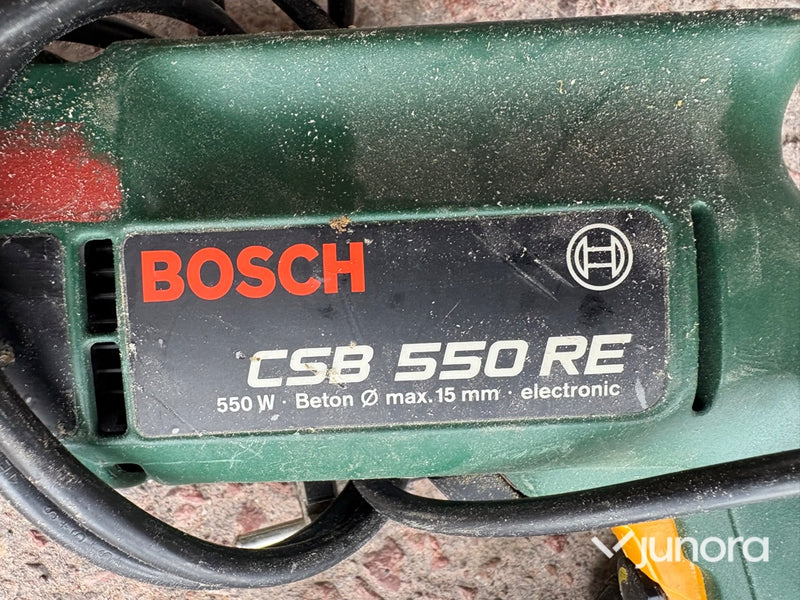 BOSCH
CSB 550 RE
550 W · Beton Ø max. 15 mm · electronic
junora